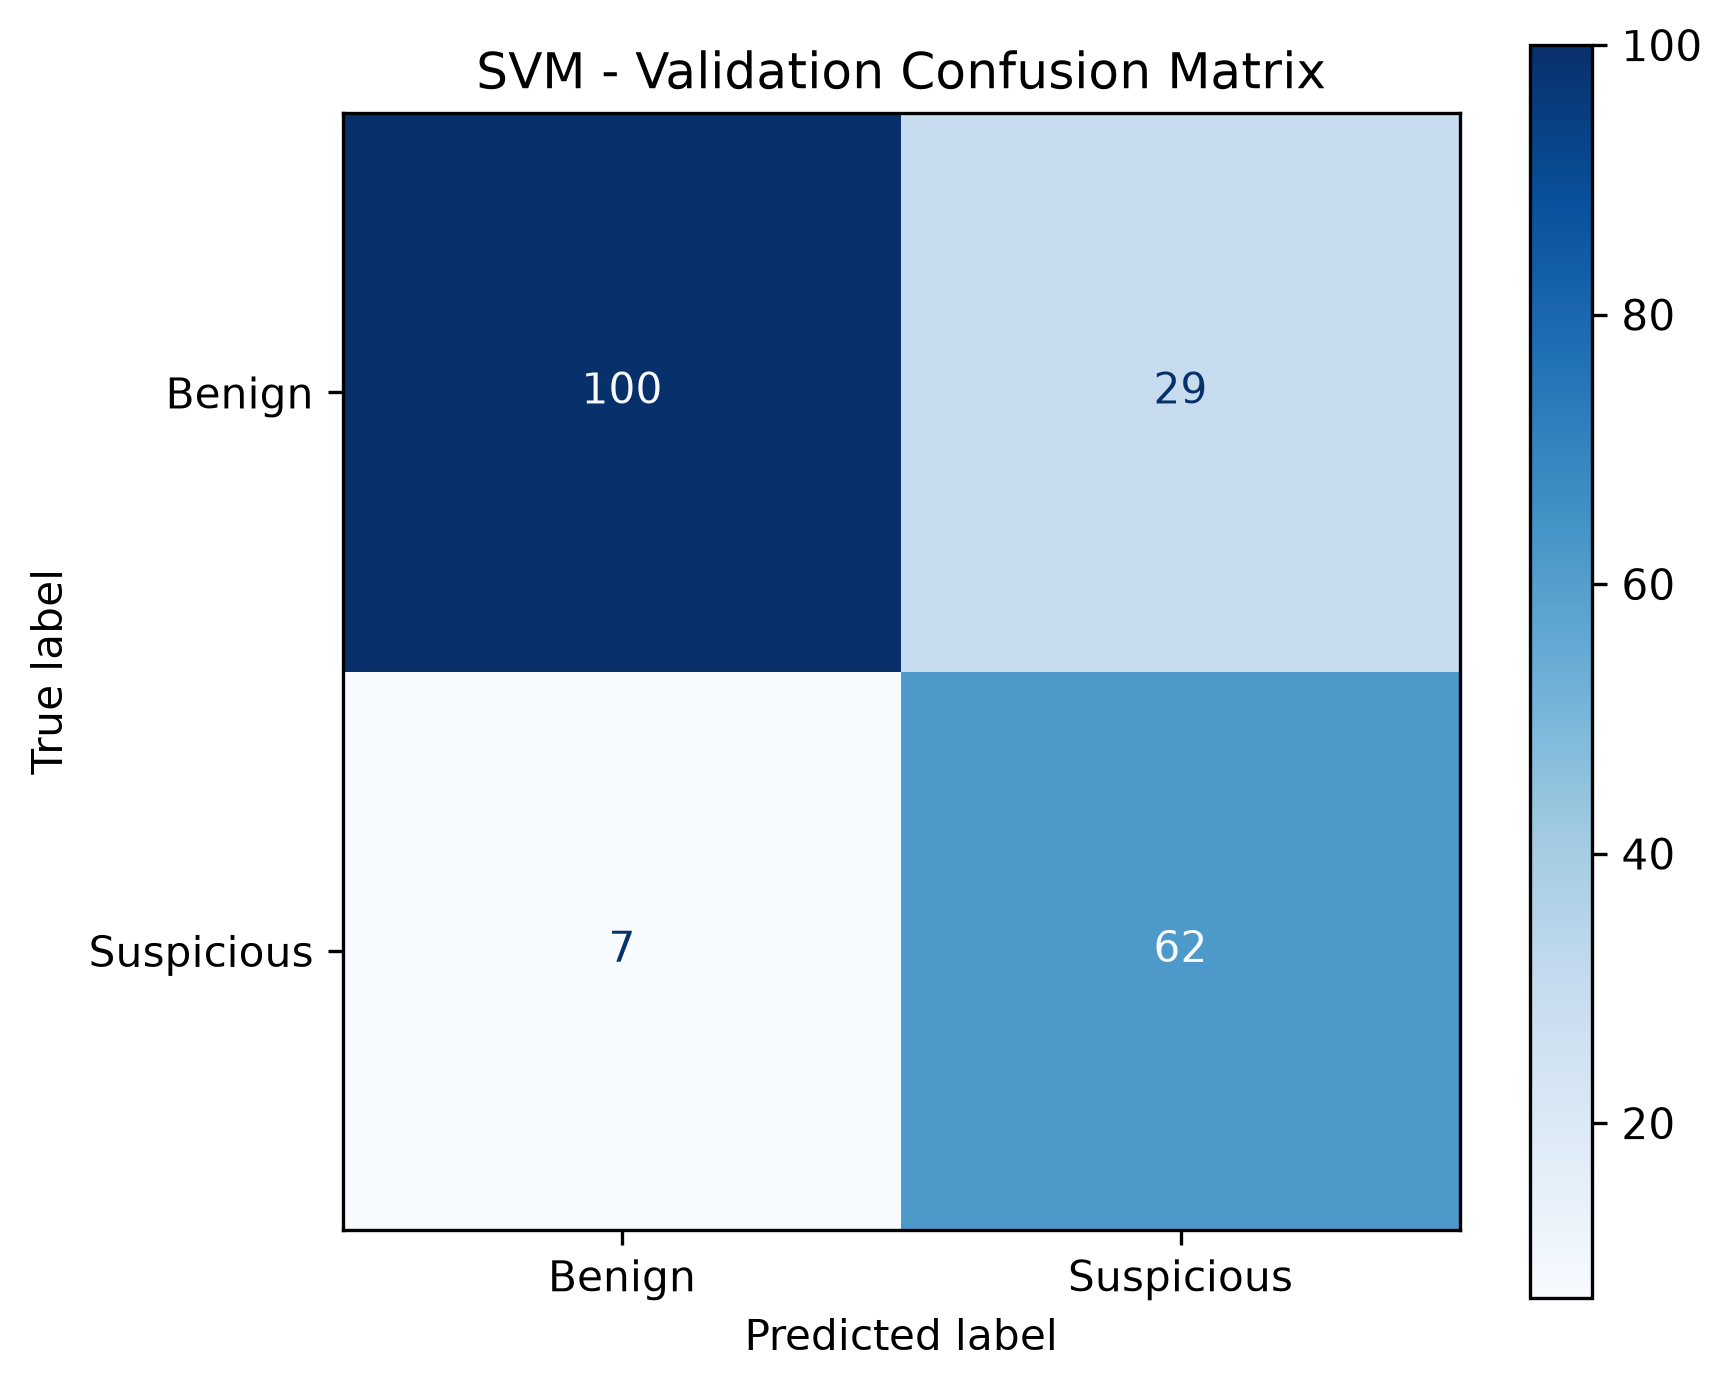 SVM - Validation Confusion Matrix
100
80
60
40
20
True label
Benign
100
29
Suspicious
7
62
Benign
Suspicious
Predicted label